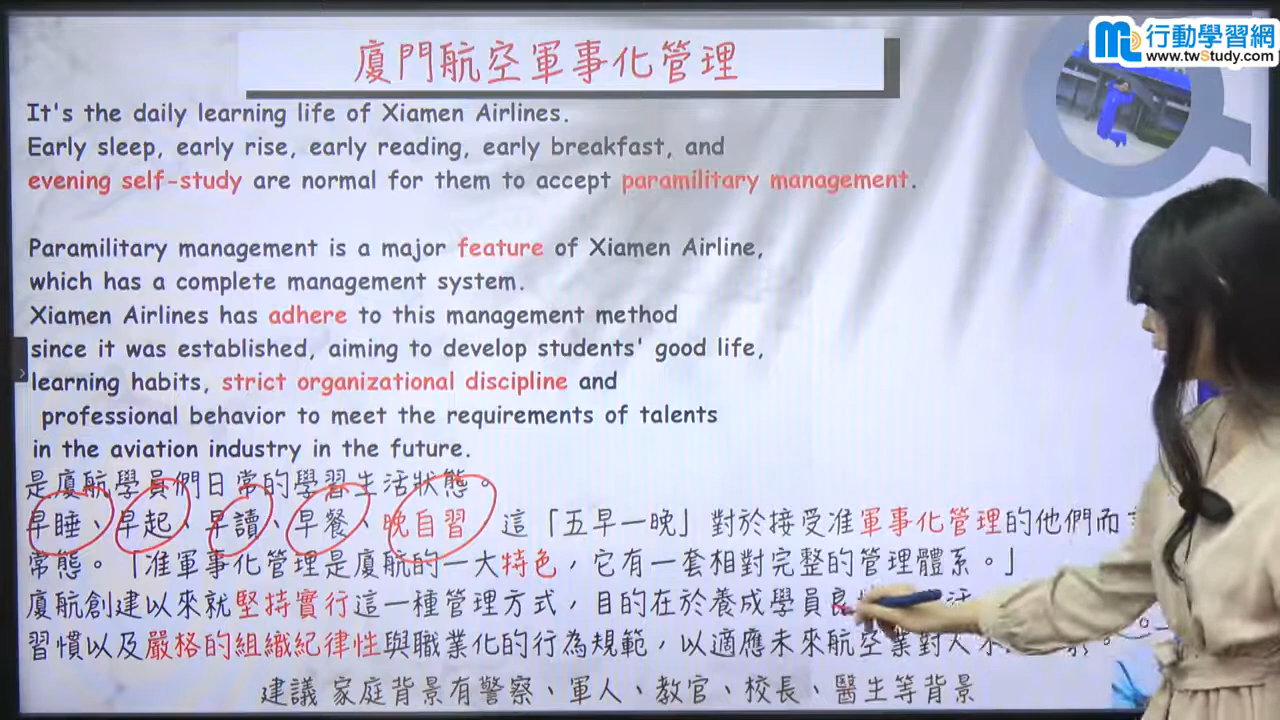 廈門航空軍事化管理
行動學習網
www.twStudy.com
It's the daily learning life of Xiamen Airlines.
Early sleep, early rise, early reading, early breakfast, and
evening self-study are normal for them to accept paramilitary management.
Paramilitary management is a major feature of Xiamen Airline,
which has a complete management system.
Xiamen Airlines has adhere to this management method
since it was established, aiming to develop students' good life,
learning habits, strict organizational discipline and
professional behavior to meet the requirements of talents
in the aviation industry in the future.
是廈航學員們日常的學習生活狀態。
早睡、早起、早讀、早餐、晚自習,這「五早一晚」對於接受准軍事化管理的他們而
常態。「准軍事化管理是廈航的一大特色,它有一套相對完整的管理體系。」
廈航創建以來就堅持實行這一種管理方式,目的在於養成學員良
習慣以及嚴格的組織紀律性與職業化的行為規範,以適應未來航空業對人
建議 家庭背景有警察、軍人、教官、校長、醫生等背景